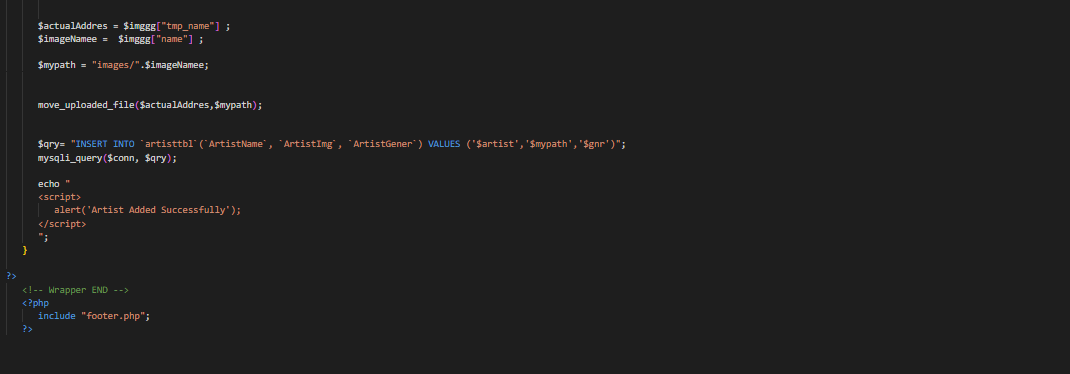 $actualAddres = $imggg["tmp_name"] ;
$imageNamee =  $imggg["name"] ;
$mypath = "images/".$imageNamee;
move_uploaded_file($actualAddres,$mypath);
$qry= "INSERT INTO `artisttbl`(`ArtistName`, `ArtistImg`, `ArtistGener`) VALUES ('$artist','$mypath','$gnr')";
mysqli_query($conn, $qry);
echo "
<script>
alert('Artist Added Successfully');
</script>
";
}
?>
<!-- Wrapper END -->
<?php
include "footer.php";
?>